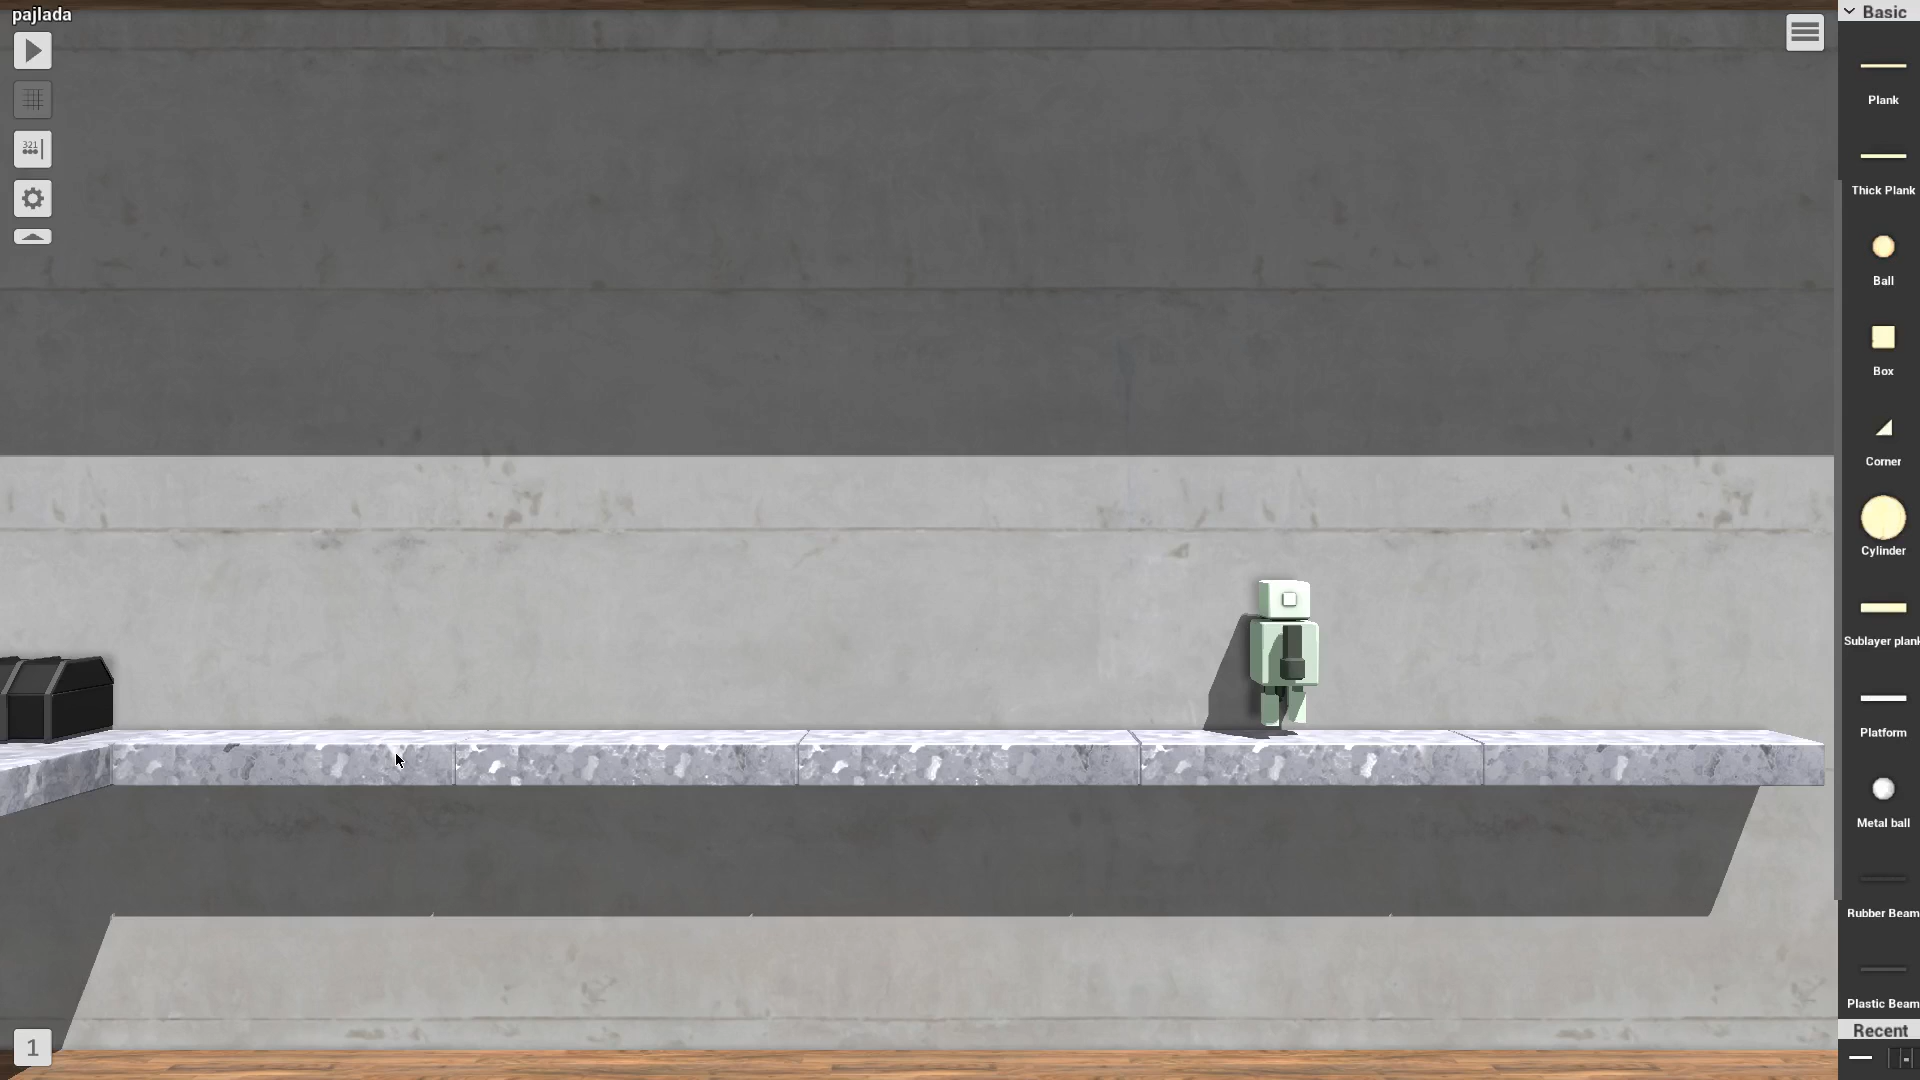 pajlada
Basic
Plank
Thick Plank
Ball
Box
Corner
Cylinder
Sublayer plank
Platform
Metal ball
Rubber Beam
Plastic Beam
Recent
321
1